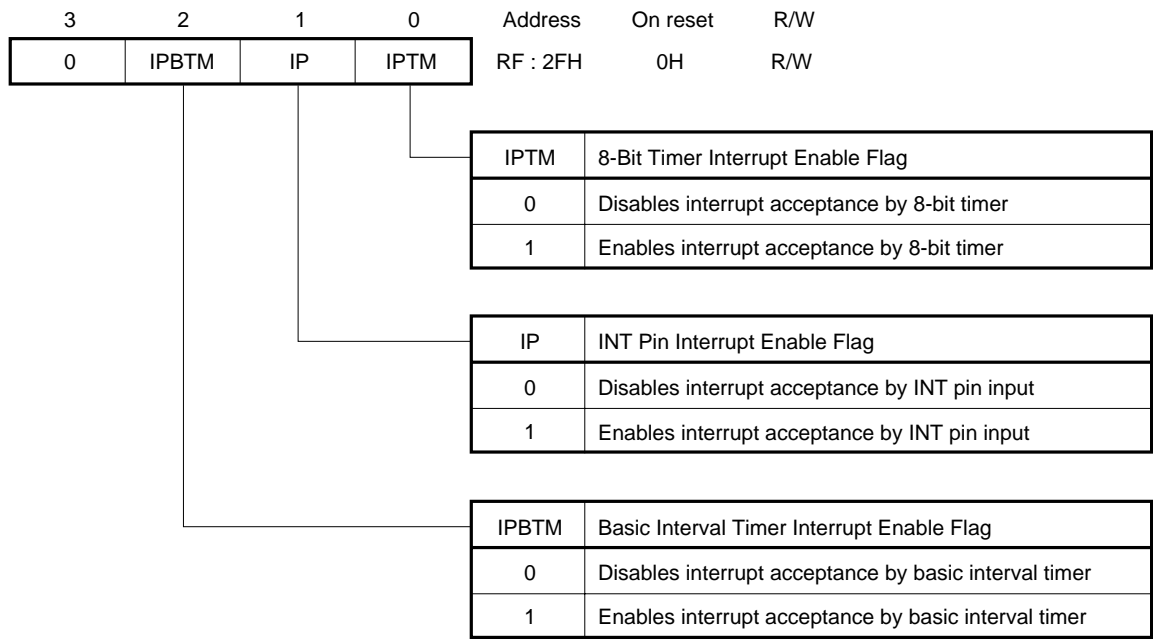 3 2 1 0 Address On reset R/W
0 IPBTM IP IPTM RF : 2FH 0H R/W
IPTM 8-Bit Timer Interrupt Enable Flag
0 Disables interrupt acceptance by 8-bit timer
1 Enables interrupt acceptance by 8-bit timer
IP INT Pin Interrupt Enable Flag
0 Disables interrupt acceptance by INT pin input
1 Enables interrupt acceptance by INT pin input
IPBTM Basic Interval Timer Interrupt Enable Flag
0 Disables interrupt acceptance by basic interval timer
1 Enables interrupt acceptance by basic interval timer